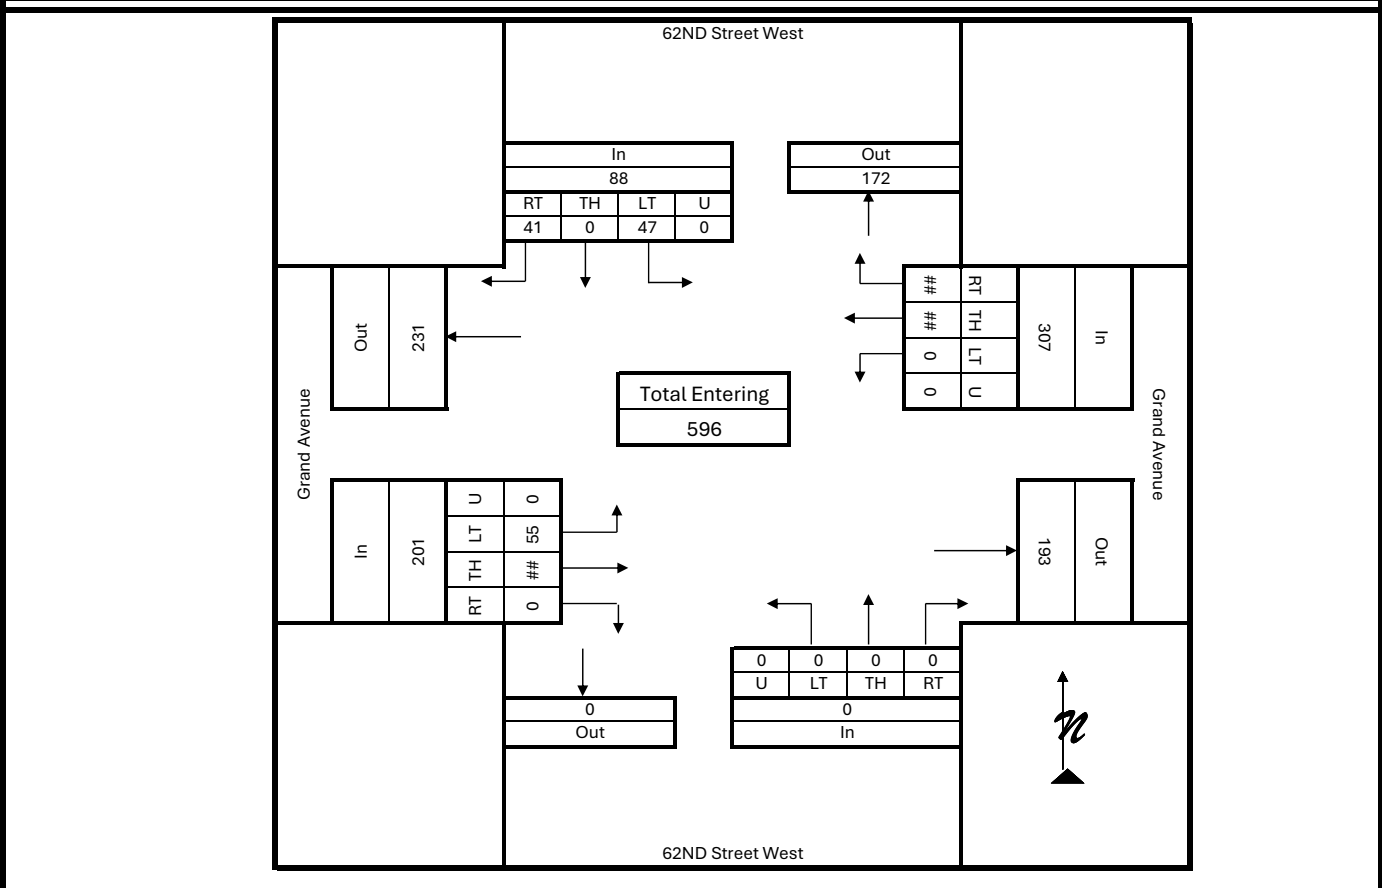 62ND Street West
In
88
RT TH LT U
41 0 47 0
Out
172
Out
231
Grand Avenue
## RT
## TH
0 LT
0 U
307
In
Grand Avenue
Total Entering
596
In
201
U 0
LT 55
TH ##
RT 0
193
Out
0
Out
0 0 0 0
U LT TH RT
0
In
N
62ND Street West